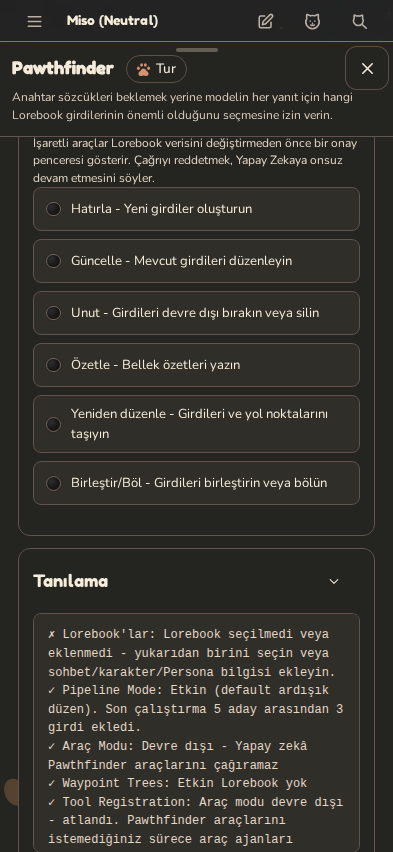 Miso (Neutral)
Pawthfinder
Tur
Anahtar sözcükleri beklemek yerine modelin her yanıt için hangi
Lorebook girdilerinin önemli olduğunu seçmesine izin verin.
İşaretli araçlar Lorebook verisini değiştirmeden önce bir onay
penceresi gösterir. Çağrıyı reddetmek, Yapay Zekaya onsuz
devam etmesini söyler.
Hatırla - Yeni girdiler oluşturun
Güncelle - Mevcut girdileri düzenleyin
Unut - Girdileri devre dışı bırakın veya silin
Özetle - Bellek özetleri yazın
Yeniden düzenle - Girdileri ve yol noktalarını
taşıyın
Birleştir/Böl - Girdileri birleştirin veya bölün
Tanılama
✗ Lorebook'lar: Lorebook seçilmedi veya
eklenmedi - yukarıdan birini seçin veya
sohbet/karakter/Persona bilgisi ekleyin.
✓ Pipeline Mode: Etkin (default ardışık
düzen). Son çalıştırma 5 aday arasından 3
girdi ekledi.
✓ Araç Modu: Devre dışı - Yapay zekâ
Pawthfinder araçlarını çağıramaz
✓ Waypoint Trees: Etkin Lorebook yok
✓ Tool Registration: Araç modu devre dışı
- atlandı. Pawthfinder araçlarını
istemediğiniz sürece araç ajanları